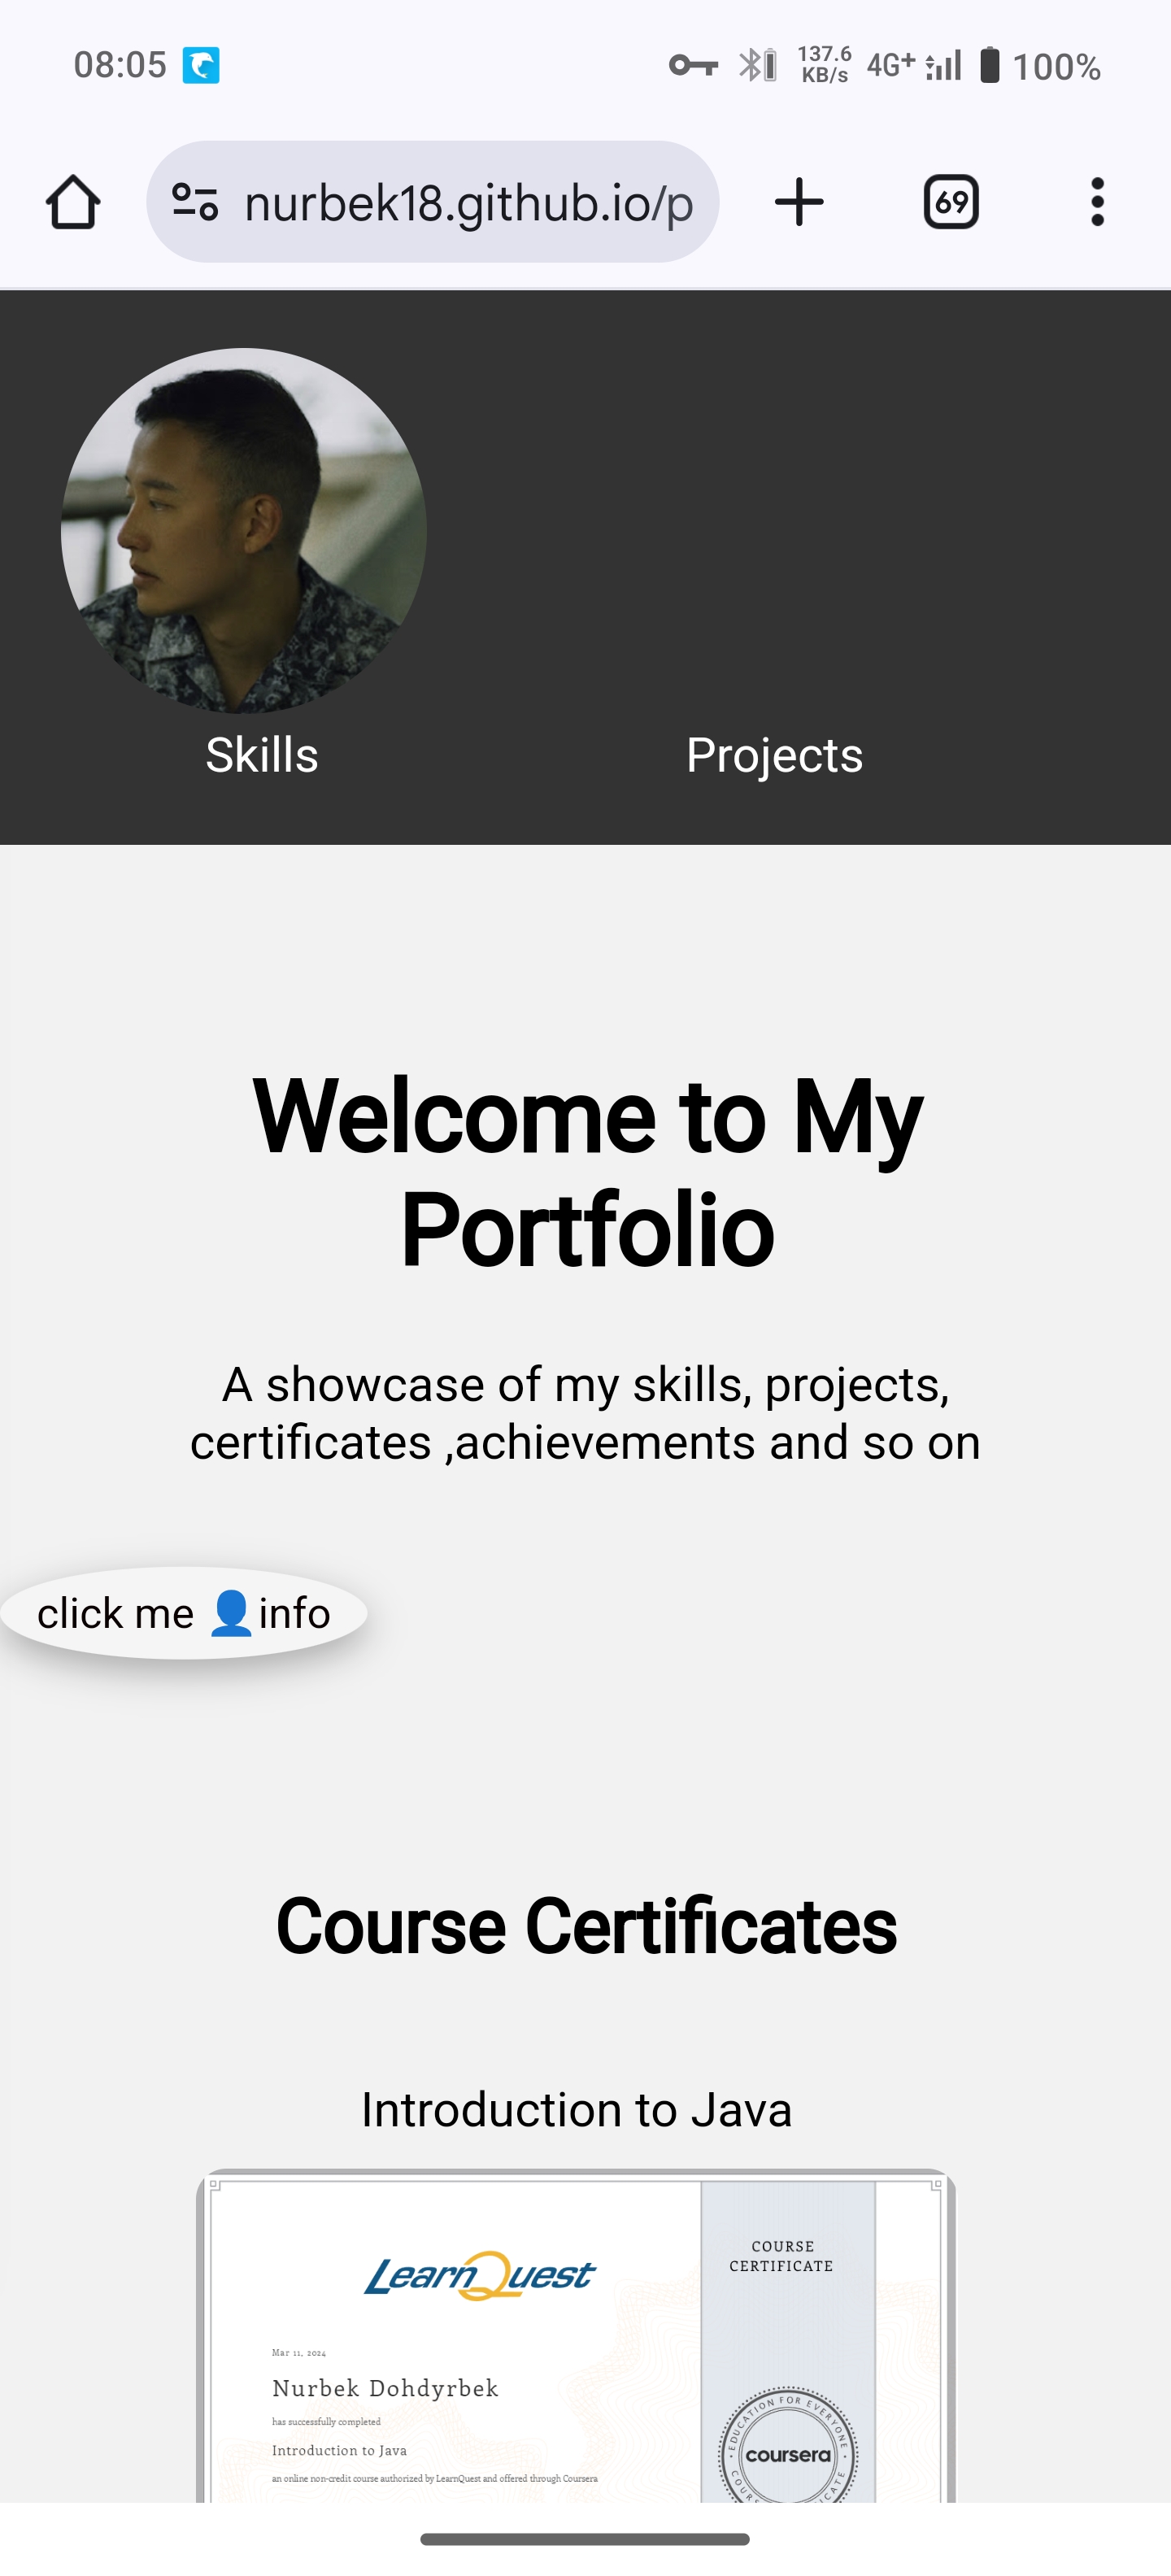 08:05
137.6
KB/s
4G+
100%
nurbek18.github.io/p
69
Skills
Projects
Welcome to My
Portfolio
A showcase of my skills, projects,
certificates ,achievements and so on
click me 👤info
Course Certificates
Introduction to Java
LearnQuest
COURSE
CERTIFICATE
Mar 11, 2024
Nurbek Dohdyrbek
has successfully completed
Introduction to Java
an online non-credit course authorized by LearnQuest and offered through Coursera
EDUCATION FOR EVERYONE
coursera